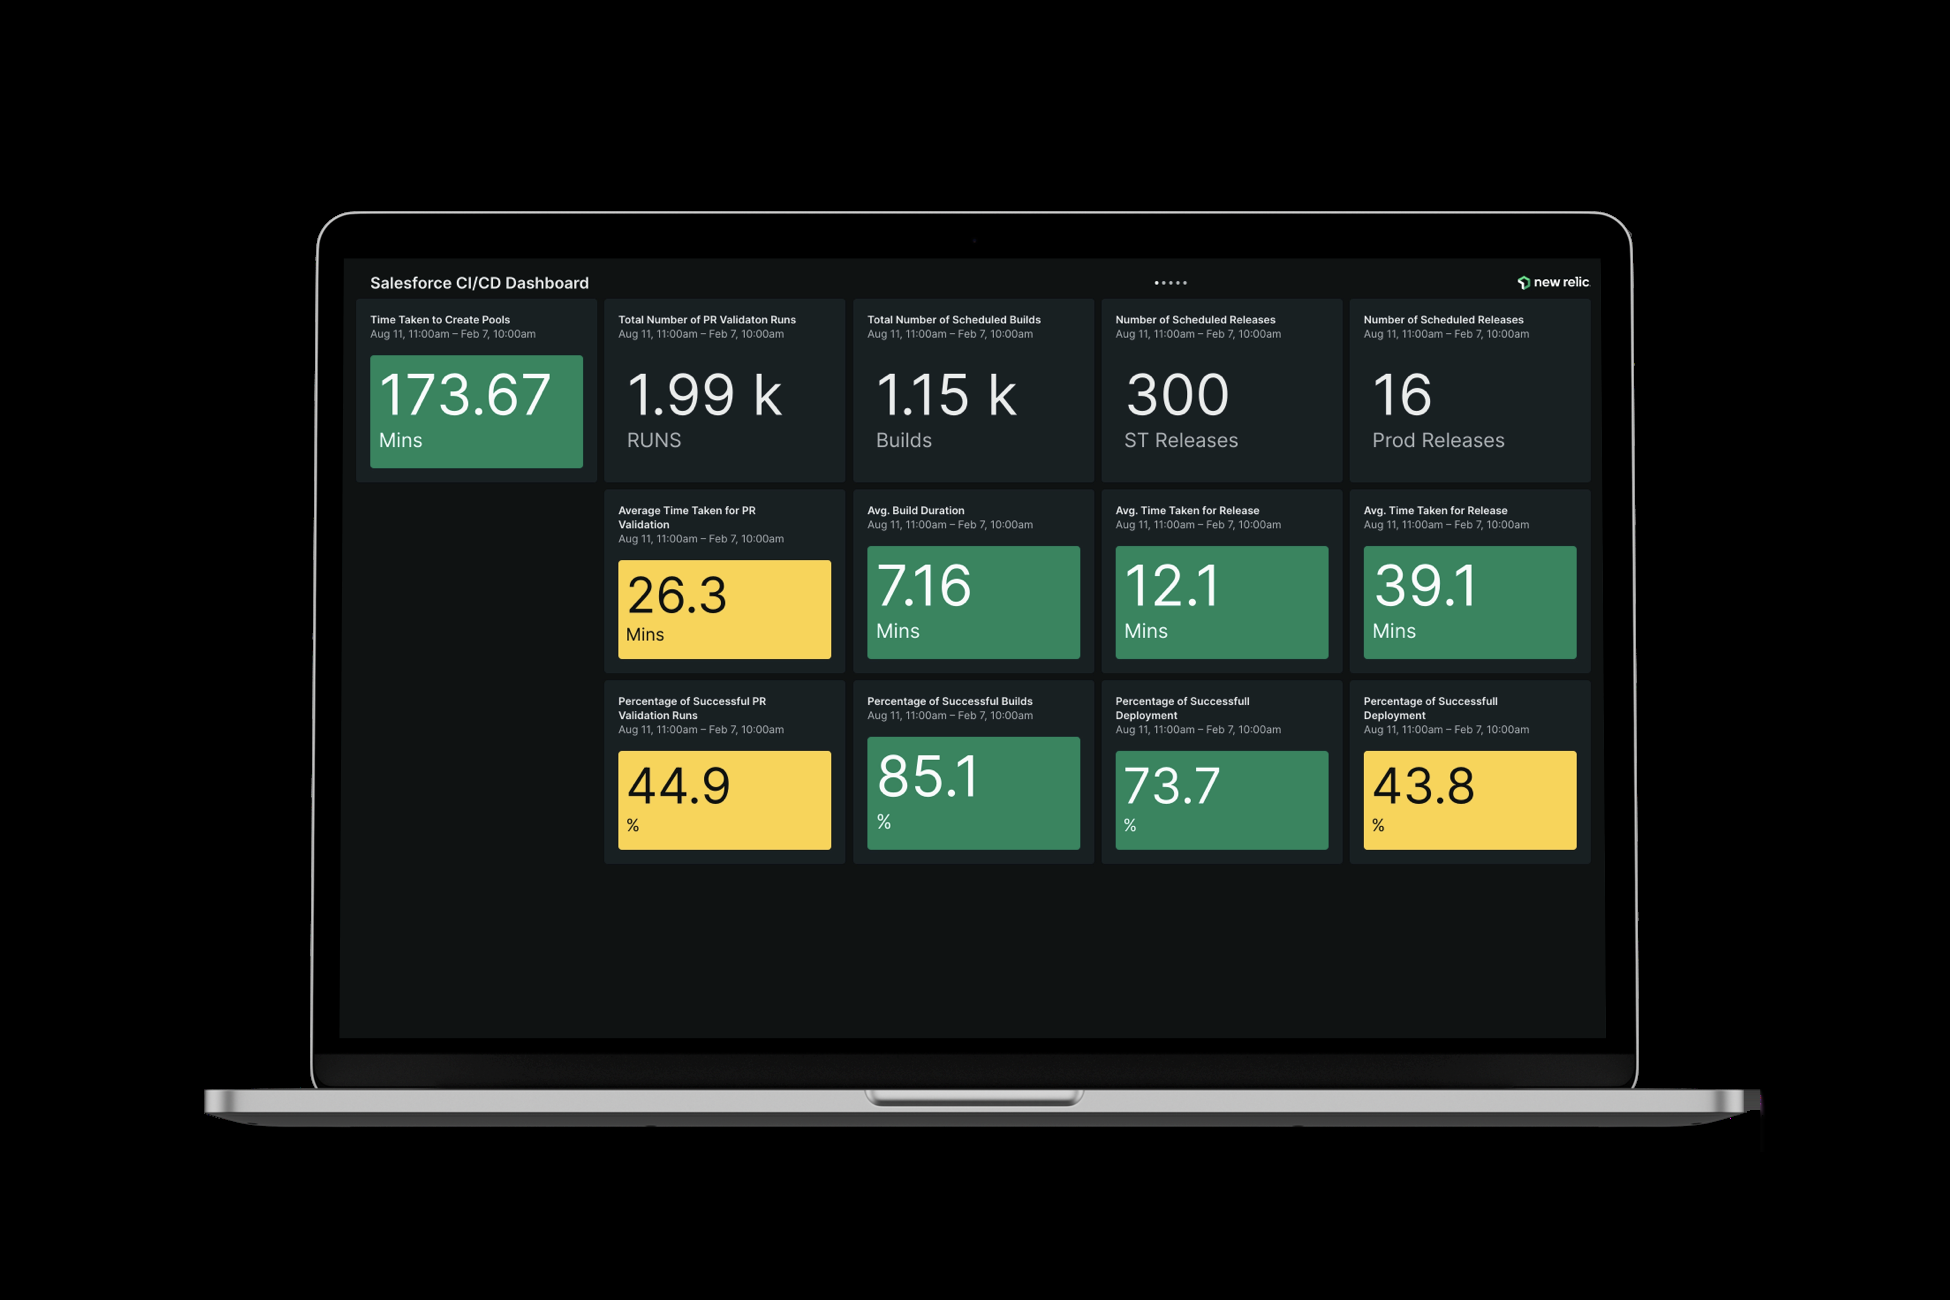 Salesforce CI/CD Dashboard
new relic
Time Taken to Create Pools
Aug 11, 11:00am – Feb 7, 10:00am
173.67
Mins
Total Number of PR Validaton Runs
Aug 11, 11:00am – Feb 7, 10:00am
1.99 k
RUNS
Total Number of Scheduled Builds
Aug 11, 11:00am – Feb 7, 10:00am
1.15 k
Builds
Number of Scheduled Releases
Aug 11, 11:00am – Feb 7, 10:00am
300
ST Releases
Number of Scheduled Releases
Aug 11, 11:00am – Feb 7, 10:00am
16
Prod Releases
Average Time Taken for PR
Validation
Aug 11, 11:00am – Feb 7, 10:00am
26.3
Mins
Avg. Build Duration
Aug 11, 11:00am – Feb 7, 10:00am
7.16
Mins
Avg. Time Taken for Release
Aug 11, 11:00am – Feb 7, 10:00am
12.1
Mins
Avg. Time Taken for Release
Aug 11, 11:00am – Feb 7, 10:00am
39.1
Mins
Percentage of Successful PR
Validation Runs
Aug 11, 11:00am – Feb 7, 10:00am
44.9
%
Percentage of Successful Builds
Aug 11, 11:00am – Feb 7, 10:00am
85.1
%
Percentage of Successfull
Deployment
Aug 11, 11:00am – Feb 7, 10:00am
73.7
%
Percentage of Successfull
Deployment
Aug 11, 11:00am – Feb 7, 10:00am
43.8
%